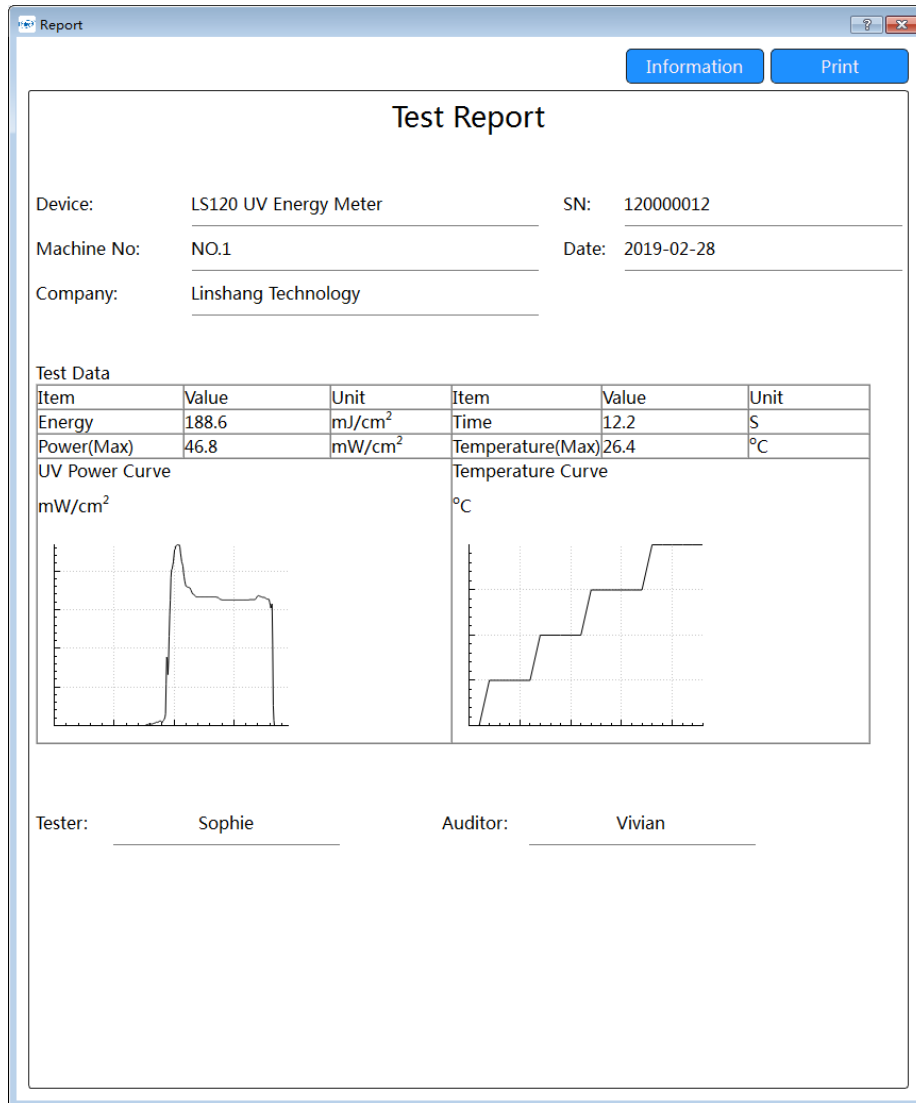 Report
Information Print
Test Report
Device: LS120 UV Energy Meter SN: 120000012
Machine No: NO.1 Date: 2019-02-28
Company: Linshang Technology
Test Data
Item Value Unit Item Value Unit
Energy 188.6 mJ/cm² Time 12.2 S
Power(Max) 46.8 mW/cm² Temperature(Max) 26.4 °C
UV Power Curve Temperature Curve
mW/cm² °C
Tester: Sophie Auditor: Vivian